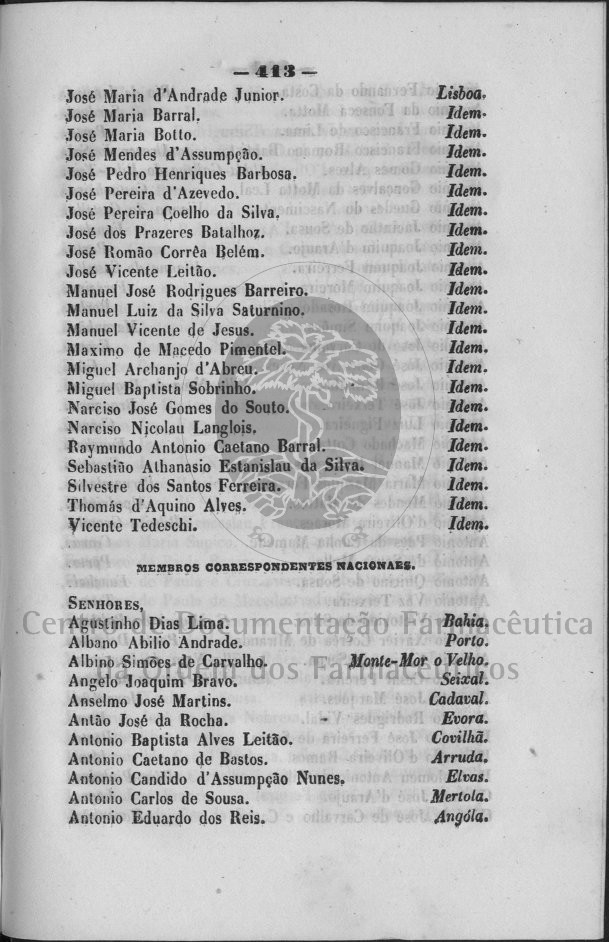 — 413 —
José Maria d'Andrade Junior. Lisboa.
José Maria Barral. Idem.
José Maria Botto. Idem.
José Mendes d'Assumpção. Idem.
José Pedro Henriques Barbosa. Idem.
José Pereira d'Azevedo. Idem.
José Pereira Coelho da Silva. Idem.
José dos Prazeres Batalhoz. Idem.
José Romão Corrêa Belém. Idem.
José Vicente Leitão. Idem.
Manuel José Rodrigues Barreiro. Idem.
Manuel Luiz da Silva Saturnino. Idem.
Manuel Vicente de Jesus. Idem.
Maximo de Macedo Pimentel. Idem.
Miguel Archanjo d'Abreu. Idem.
Miguel Baptista Sobrinho. Idem.
Narciso José Gomes do Souto. Idem.
Narciso Nicolau Langlois. Idem.
Raymundo Antonio Caetano Barral. Idem.
Sebastião Athanasio Estanislau da Silva. Idem.
Silvestre dos Santos Ferreira. Idem.
Thomás d'Aquino Alves. Idem.
Vicente Tedeschi. Idem.
MEMBROS CORRESPONDENTES NACIONAES.
SENHORES,
Agustinho Dias Lima. Bahia.
Centro de Documentação Farmacêutica
Albano Abilio Andrade. Porto.
Albino Simões de Carvalho. Monte-Mor o Velho.
da Ordem dos Farmacêuticos
Angelo Joaquim Bravo. Seixal.
Anselmo José Martins. Cadaval.
Antão José da Rocha. Evora.
Antonio Baptista Alves Leitão. Covilhã.
Antonio Caetano de Bastos. Arruda.
Antonio Candido d'Assumpção Nunes. Elvas.
Antonio Carlos de Sousa. Mertola.
Antonio Eduardo dos Reis. Angóla.